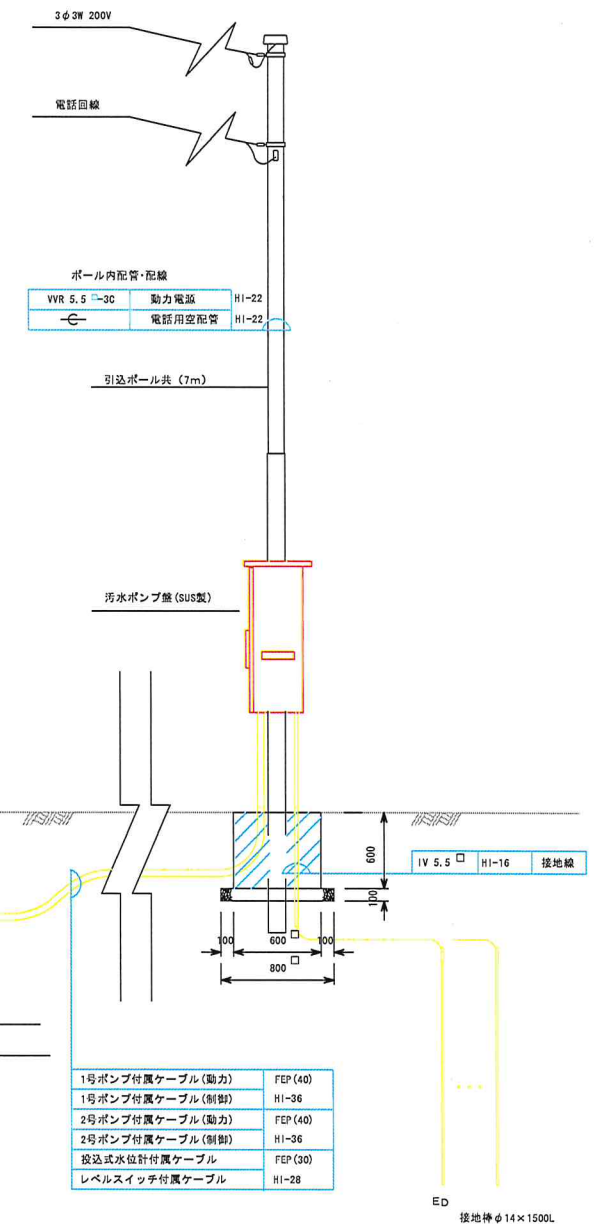 3φ3W 200V
電話回線
ポール内配管・配線
VVR 5.5 □-3C 動力電源 HI-22
電話用空配管 HI-22
引込ポール共 (7m)
汚水ポンプ盤(SUS製)
600
100
IV 5.5 □ HI-16 接地線
100 600 □ 100
800 □
1号ポンプ付属ケーブル(動力) FEP(40)
1号ポンプ付属ケーブル(制御) HI-36
2号ポンプ付属ケーブル(動力) FEP(40)
2号ポンプ付属ケーブル(制御) HI-36
投込式水位計付属ケーブル FEP(30)
レベルスイッチ付属ケーブル HI-28
ED
接地棒φ14×1500L